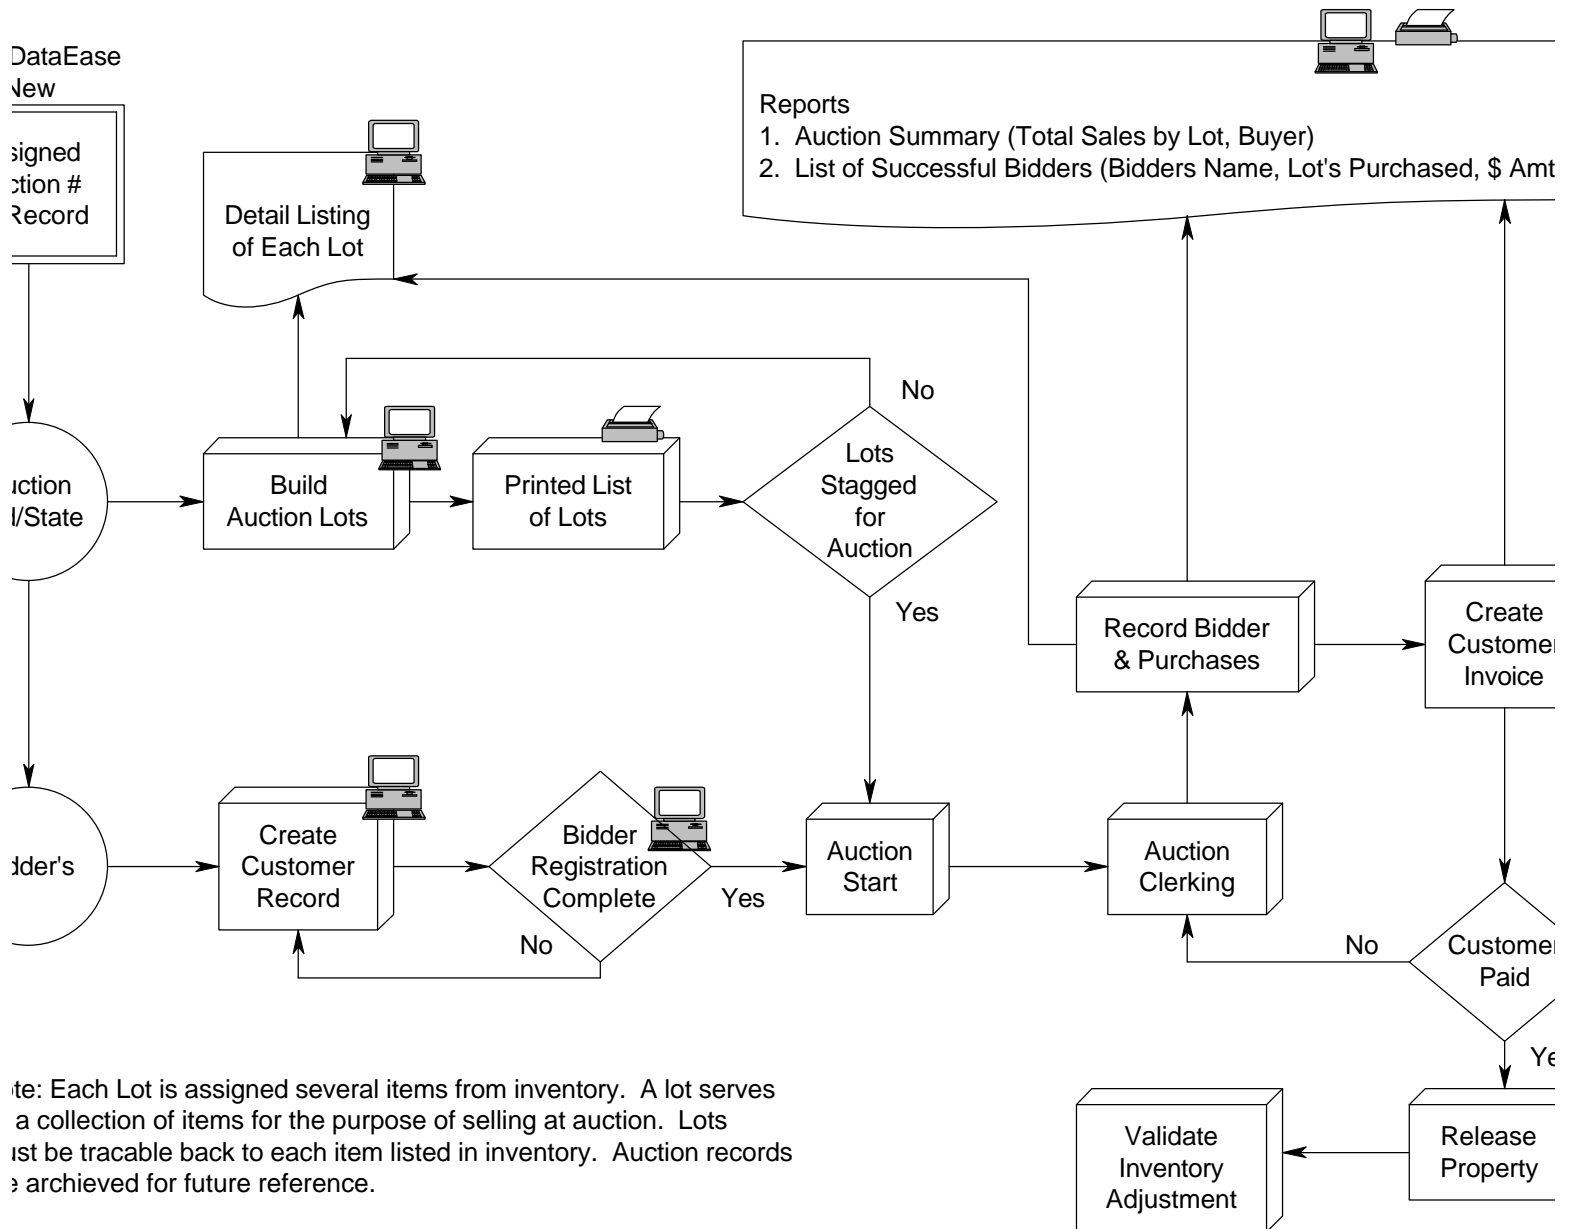 DataEase
New
signed
ction #
Record
Detail Listing
of Each Lot
Reports
1. Auction Summary (Total Sales by Lot, Buyer)
2. List of Successful Bidders (Bidders Name, Lot's Purchased, $ Amt
No
uction
d/State
Build
Auction Lots
Printed List
of Lots
Lots
Stagged
for
Auction
Yes
Record Bidder
& Purchases
Create
Customer
Invoice
dder's
Create
Customer
Record
Bidder
Registration
Complete
Yes
No
Auction
Start
Auction
Clerking
No
Customer
Paid
Ye
ote: Each Lot is assigned several items from inventory. A lot serves
a collection of items for the purpose of selling at auction. Lots
ust be tracable back to each item listed in inventory. Auction records
e archieved for future reference.
Validate
Inventory
Adjustment
Release
Property